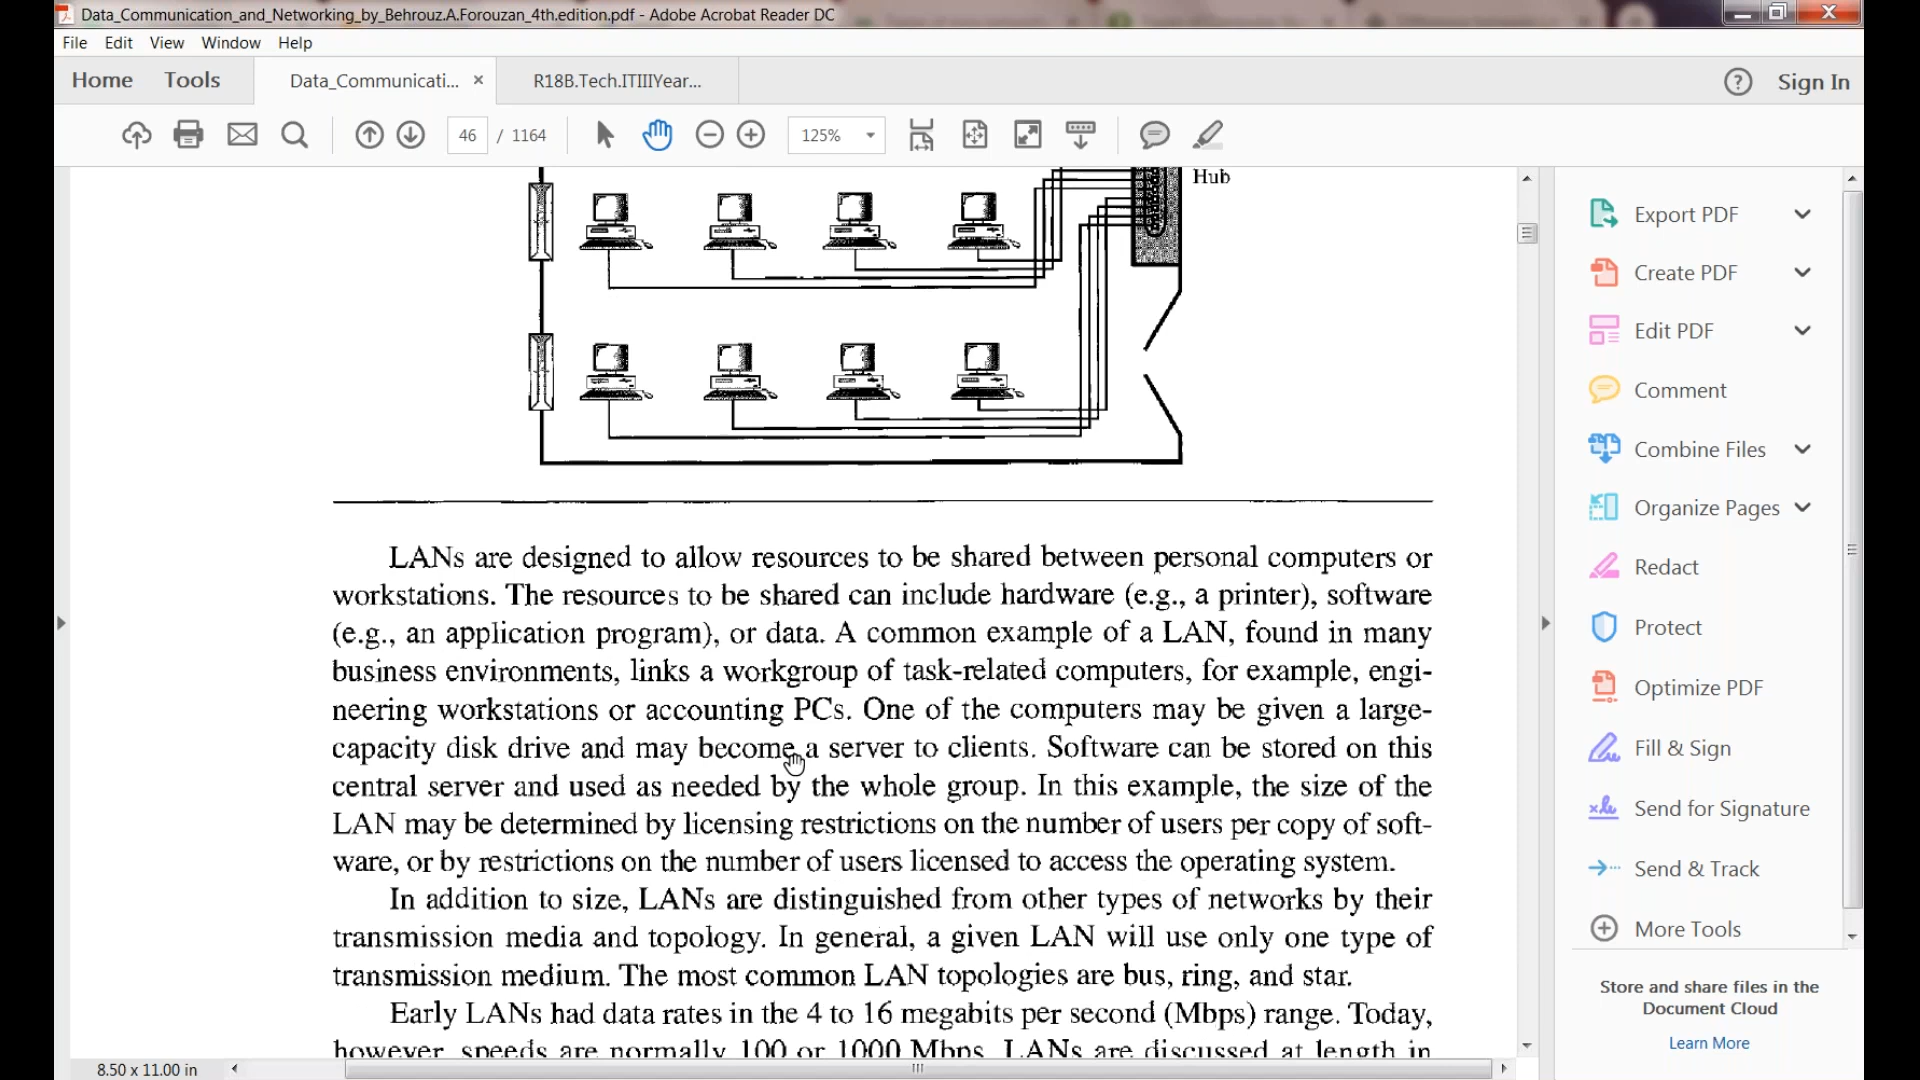 Data_Communication_and_Networking_by_Behrouz.A.Forouzan_4th.edition.pdf - Adobe Acrobat Reader DC
File Edit View Window Help
Home Tools Data_Communicati... × R18B.Tech.ITIIIYear... Sign In
46 / 1164 125%
Hub
LANs are designed to allow resources to be shared between personal computers or
workstations. The resources to be shared can include hardware (e.g., a printer), software
(e.g., an application program), or data. A common example of a LAN, found in many
business environments, links a workgroup of task-related computers, for example, engi-
neering workstations or accounting PCs. One of the computers may be given a large-
capacity disk drive and may become a server to clients. Software can be stored on this
central server and used as needed by the whole group. In this example, the size of the
LAN may be determined by licensing restrictions on the number of users per copy of soft-
ware, or by restrictions on the number of users licensed to access the operating system.
In addition to size, LANs are distinguished from other types of networks by their
transmission media and topology. In general, a given LAN will use only one type of
transmission medium. The most common LAN topologies are bus, ring, and star.
Early LANs had data rates in the 4 to 16 megabits per second (Mbps) range. Today,
however, speeds are normally 100 or 1000 Mbps. LANs are discussed at length in
8.50 x 11.00 in
Export PDF
Create PDF
Edit PDF
Comment
Combine Files
Organize Pages
Redact
Protect
Optimize PDF
Fill & Sign
Send for Signature
Send & Track
More Tools
Store and share files in the
Document Cloud
Learn More